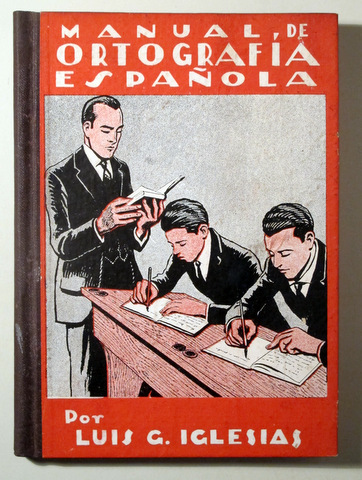 MANUAL DE
ORTOGRAFÍA
ESPAÑOLA
Por
LUIS G. IGLESIAS